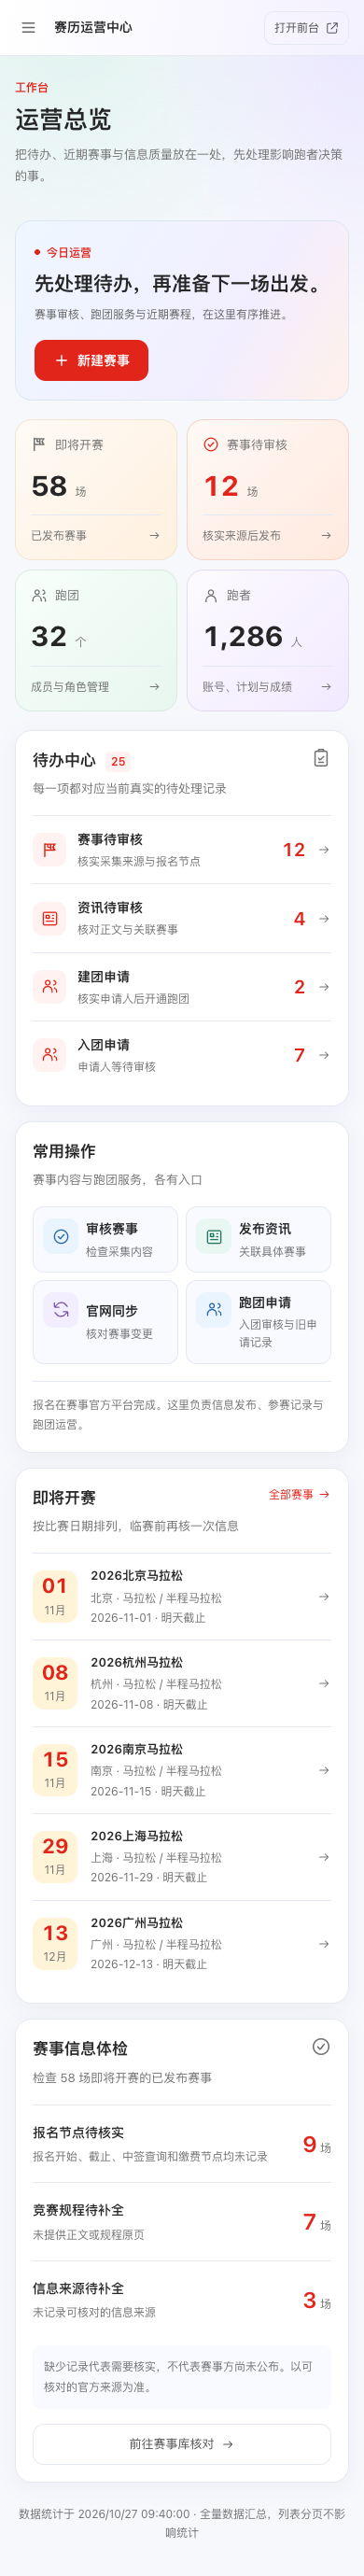 赛历运营中心
打开前台
工作台
运营总览
把待办、近期赛事与信息质量放在一处，先处理影响跑者决策
的事。
今日运营
先处理待办，再准备下一场出发。
赛事审核、跑团服务与近期赛程，在这里有序推进。
新建赛事
即将开赛
58 场
已发布赛事
赛事待审核
12 场
核实来源后发布
跑团
32 个
成员与角色管理
跑者
1,286 人
账号、计划与成绩
待办中心 25
每一项都对应当前真实的待处理记录
赛事待审核
核实采集来源与报名节点
12
资讯待审核
核对正文与关联赛事
4
建团申请
核实申请人后开通跑团
2
入团申请
申请人等待审核
7
常用操作
赛事内容与跑团服务，各有入口
审核赛事
检查采集内容
发布资讯
关联具体赛事
官网同步
核对赛事变更
跑团申请
入团审核与旧申
请记录
报名在赛事官方平台完成。这里负责信息发布、参赛记录与
跑团运营。
即将开赛
全部赛事
按比赛日期排列，临赛前再核一次信息
01
11月
2026北京马拉松
北京 · 马拉松 / 半程马拉松
2026-11-01 · 明天截止
08
11月
2026杭州马拉松
杭州 · 马拉松 / 半程马拉松
2026-11-08 · 明天截止
15
11月
2026南京马拉松
南京 · 马拉松 / 半程马拉松
2026-11-15 · 明天截止
29
11月
2026上海马拉松
上海 · 马拉松 / 半程马拉松
2026-11-29 · 明天截止
13
12月
2026广州马拉松
广州 · 马拉松 / 半程马拉松
2026-12-13 · 明天截止
赛事信息体检
检查 58 场即将开赛的已发布赛事
报名节点待核实
报名开始、截止、中签查询和缴费节点均未记录
9 场
竞赛规程待补全
未提供正文或规程原页
7 场
信息来源待补全
未记录可核对的信息来源
3 场
缺少记录代表需要核实，不代表赛事方尚未公布。以可
核对的官方来源为准。
前往赛事库核对
数据统计于 2026/10/27 09:40:00 · 全量数据汇总，列表分页不影
响统计